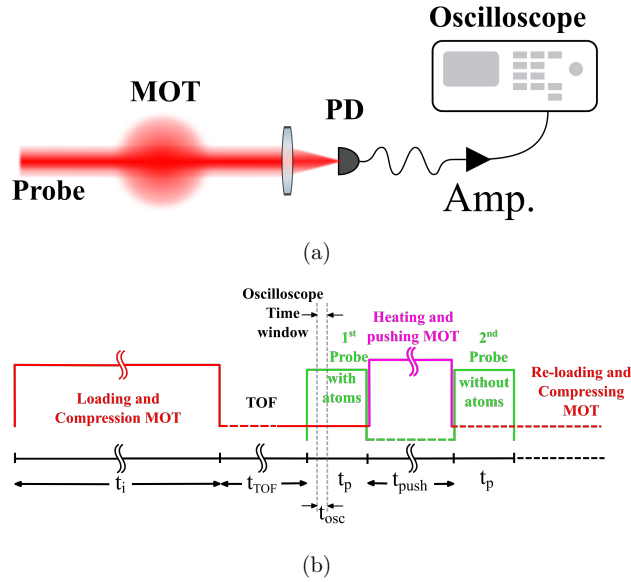 Oscilloscope
MOT
PD
Probe
Amp.
(a)
Oscilloscope
Time
window
Heating and
pushing MOT
1st
Probe
with
atoms
2nd
Probe
without
atoms
Loading and
Compression MOT
TOF
Re-loading and
Compressing
MOT
ti
tTOF
tp
tpush
tp
tosc
(b)